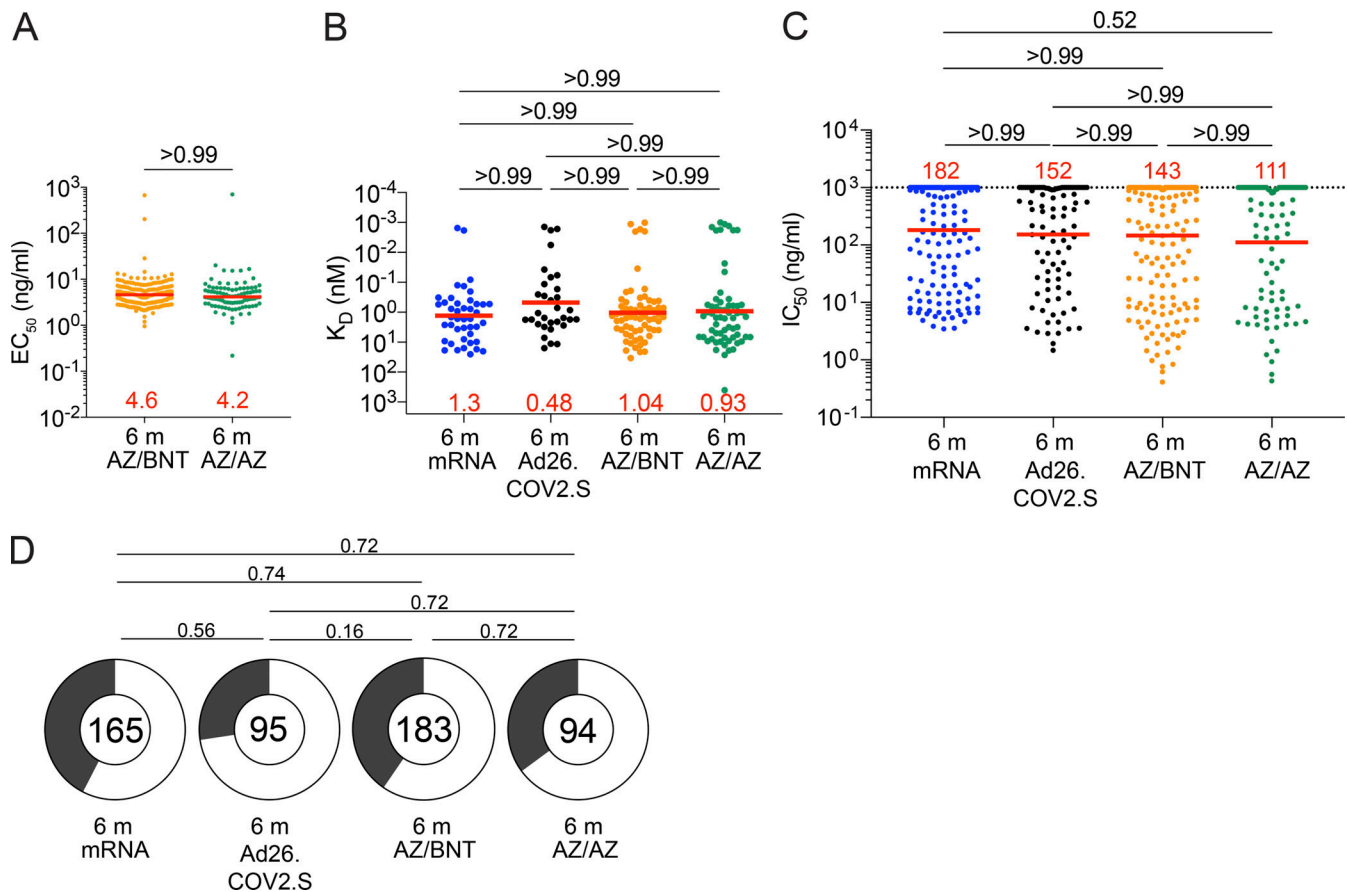 A
>0.99
EC50 (ng/ml)
10^3
10^2
10^1
10^0
10^-1
10^-2
4.6
4.2
6 m
AZ/BNT
6 m
AZ/AZ
B
>0.99
>0.99
>0.99
>0.99
>0.99
>0.99
KD (nM)
10^-4
10^-3
10^-2
10^-1
10^0
10^1
10^2
10^3
1.3
0.48
1.04
0.93
6 m
mRNA
6 m
Ad26.
COV2.S
6 m
AZ/BNT
6 m
AZ/AZ
C
0.52
>0.99
>0.99
>0.99
>0.99
>0.99
IC50 (ng/ml)
10^4
10^3
10^2
10^1
10^0
10^-1
182
152
143
111
6 m
mRNA
6 m
Ad26.
COV2.S
6 m
AZ/BNT
6 m
AZ/AZ
D
0.72
0.74
0.72
0.56
0.16
0.72
165
95
183
94
6 m
mRNA
6 m
Ad26.
COV2.S
6 m
AZ/BNT
6 m
AZ/AZ